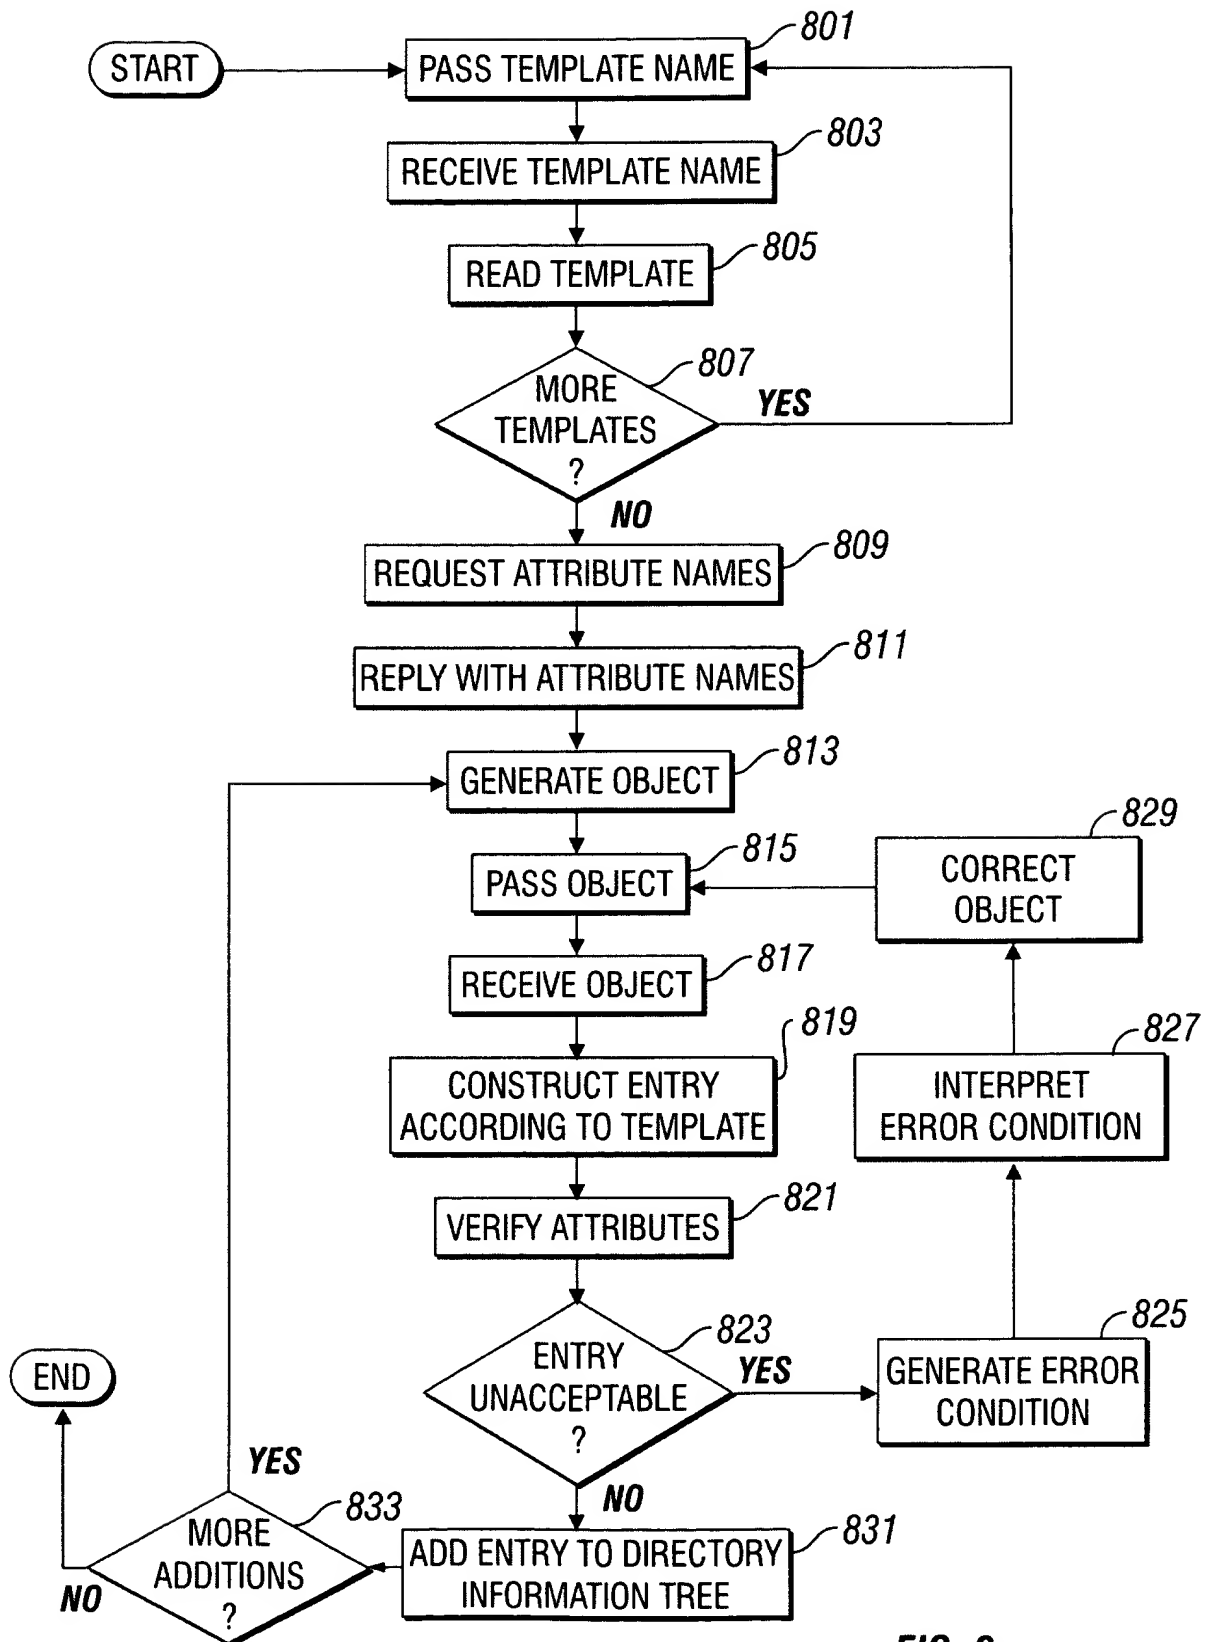 801
START
PASS TEMPLATE NAME
803
RECEIVE TEMPLATE NAME
805
READ TEMPLATE
807
MORE
TEMPLATES
?
YES
NO
809
REQUEST ATTRIBUTE NAMES
811
REPLY WITH ATTRIBUTE NAMES
813
GENERATE OBJECT
815
PASS OBJECT
829
CORRECT
OBJECT
817
RECEIVE OBJECT
819
CONSTRUCT ENTRY
ACCORDING TO TEMPLATE
827
INTERPRET
ERROR CONDITION
821
VERIFY ATTRIBUTES
823
ENTRY
UNACCEPTABLE
?
YES
825
GENERATE ERROR
CONDITION
END
NO
YES
833
MORE
ADDITIONS
?
NO
831
ADD ENTRY TO DIRECTORY
INFORMATION TREE